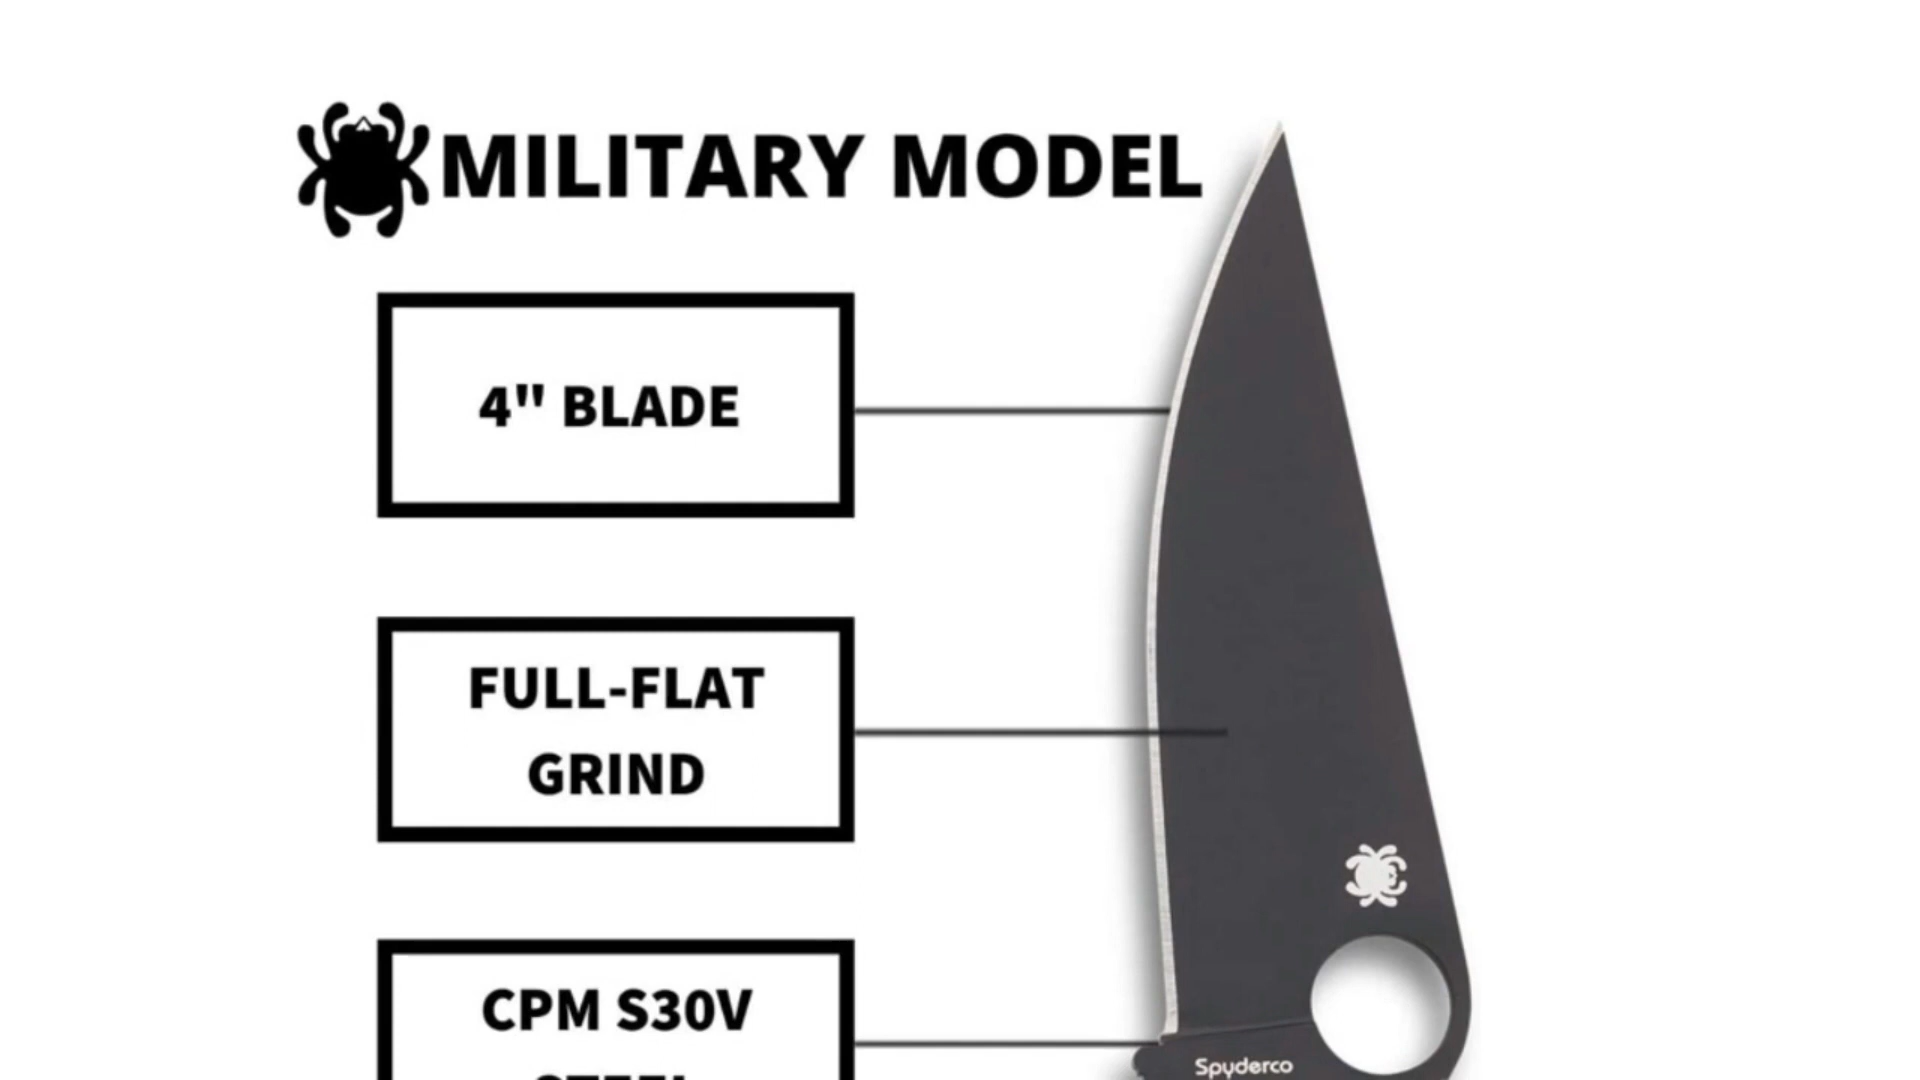 MILITARY MODEL
4" BLADE
FULL-FLAT
GRIND
CPM S30V
Spyderco